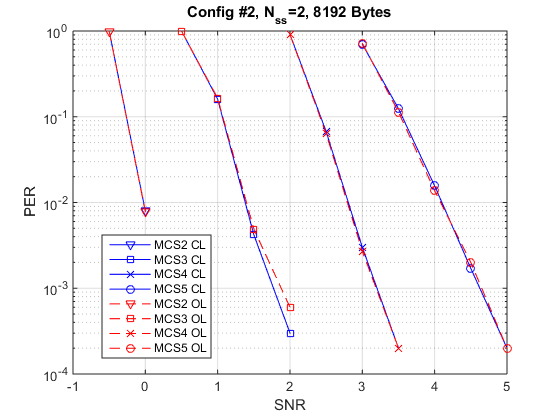 Config #2, N_ss=2, 8192 Bytes
10^0
10^-1
10^-2
10^-3
10^-4
PER
MCS2 CL
MCS3 CL
MCS4 CL
MCS5 CL
MCS2 OL
MCS3 OL
MCS4 OL
MCS5 OL
-1 0 1 2 3 4 5
SNR